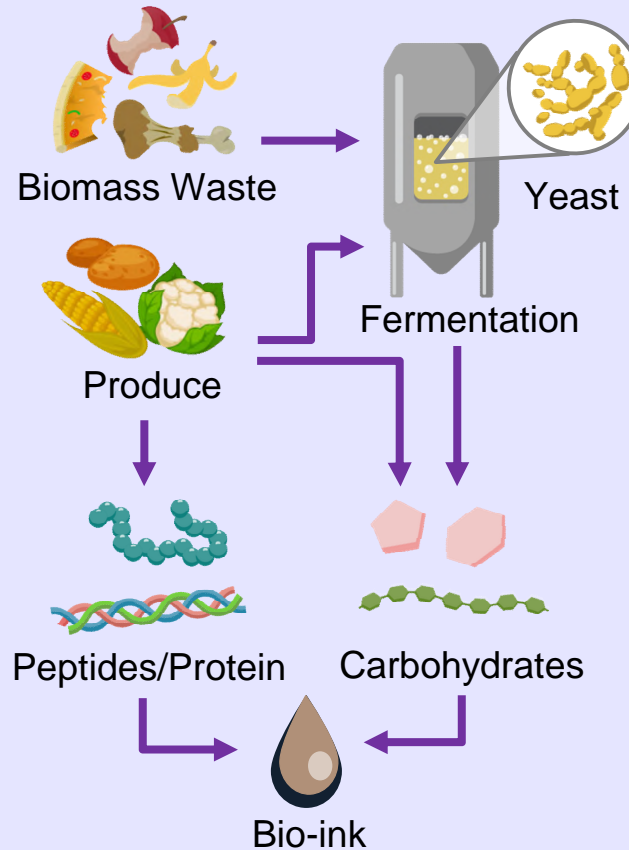 Biomass Waste
Yeast
Fermentation
Produce
Peptides/Protein
Carbohydrates
Bio-ink